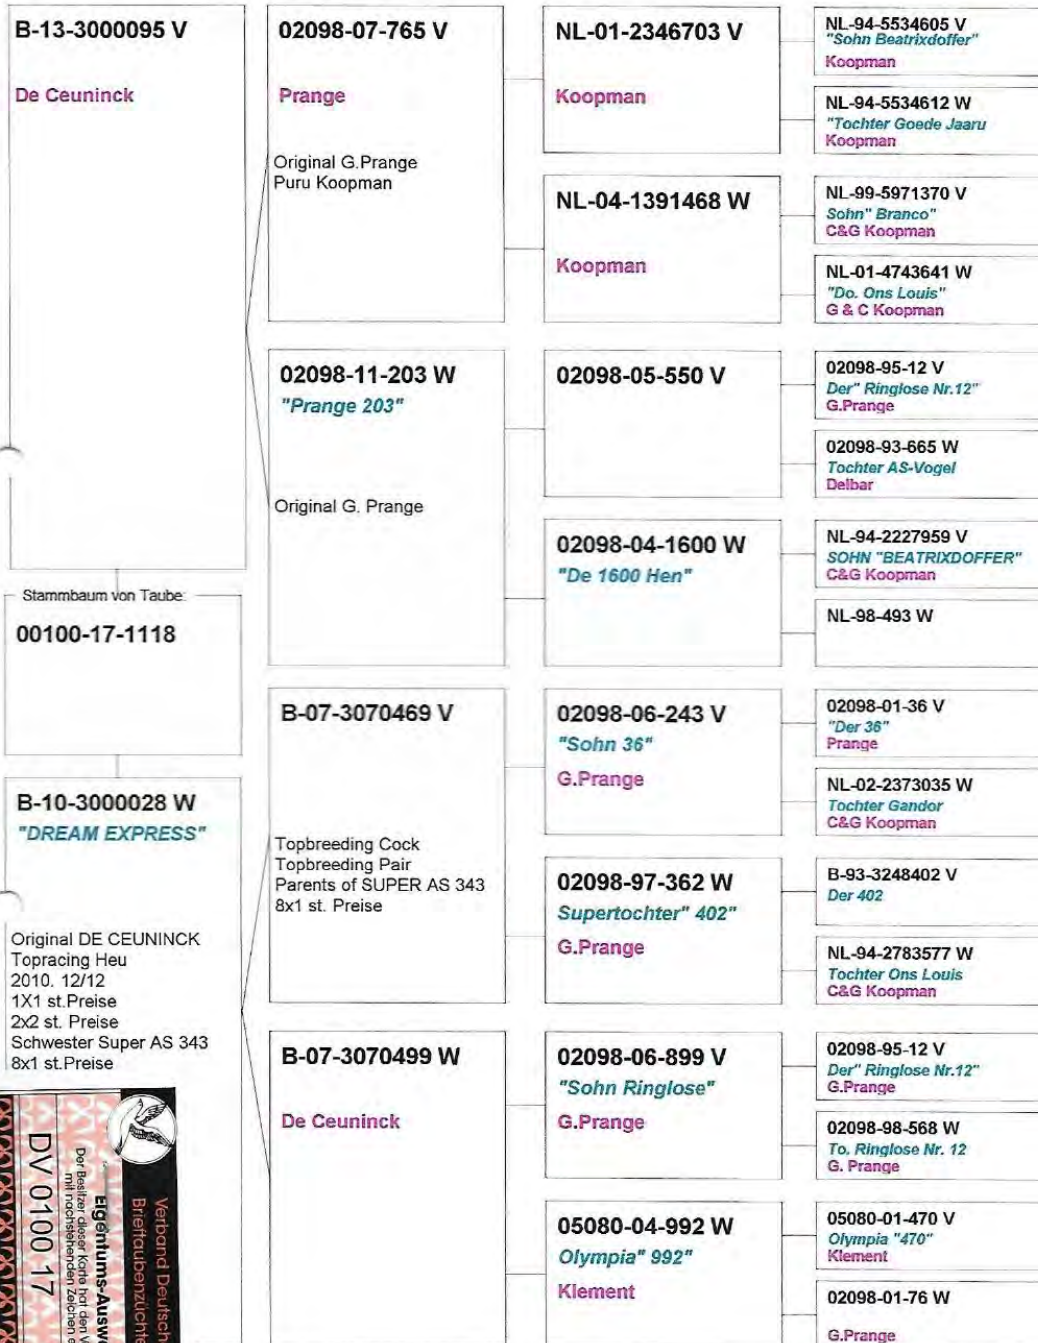 B-13-3000095 V
De Ceuninck
Stammbaum von Taube:
00100-17-1118
B-10-3000028 W
"DREAM EXPRESS"
Original DE CEUNINCK
Topracing Heu
2010. 12/12
1X1 st.Preise
2x2 st. Preise
Schwester Super AS 343
8x1 st.Preise
02098-07-765 V
Prange
Original G.Prange
Puru Koopman
02098-11-203 W
"Prange 203"
Original G. Prange
B-07-3070469 V
Topbreeding Cock
Topbreeding Pair
Parents of SUPER AS 343
8x1 st. Preise
B-07-3070499 W
De Ceuninck
NL-01-2346703 V
Koopman
NL-04-1391468 W
Koopman
02098-05-550 V
02098-04-1600 W
"De 1600 Hen"
02098-06-243 V
"Sohn 36"
G.Prange
02098-97-362 W
Supertochter" 402"
G.Prange
02098-06-899 V
"Sohn Ringlose"
G.Prange
05080-04-992 W
Olympia" 992"
Klement
NL-94-5534605 V
"Sohn Beatrixdoffer"
Koopman
NL-94-5534612 W
"Tochter Goede Jaaru
Koopman
NL-99-5971370 V
Sohn" Branco"
C&G Koopman
NL-01-4743641 W
"Do. Ons Louis"
G & C Koopman
02098-95-12 V
Der" Ringlose Nr.12"
G.Prange
02098-93-665 W
Tochter AS-Vogel
Delbar
NL-94-2227959 V
SOHN "BEATRIXDOFFER"
C&G Koopman
NL-98-493 W
02098-01-36 V
"Der 36"
Prange
NL-02-2373035 W
Tochter Gandor
C&G Koopman
B-93-3248402 V
Der 402
NL-94-2783577 W
Tochter Ons Louis
C&G Koopman
02098-95-12 V
Der" Ringlose Nr.12"
G.Prange
02098-98-568 W
To. Ringlose Nr. 12
G. Prange
05080-01-470 V
Olympia "470"
Klement
02098-01-76 W
G.Prange
Verband Deutsch
Brieftaubenzüchte
Eigentums-Auswe
Der Besitzer dieser Karte hat den V
mit nachstehenden Zeichen e
DV 0100 17